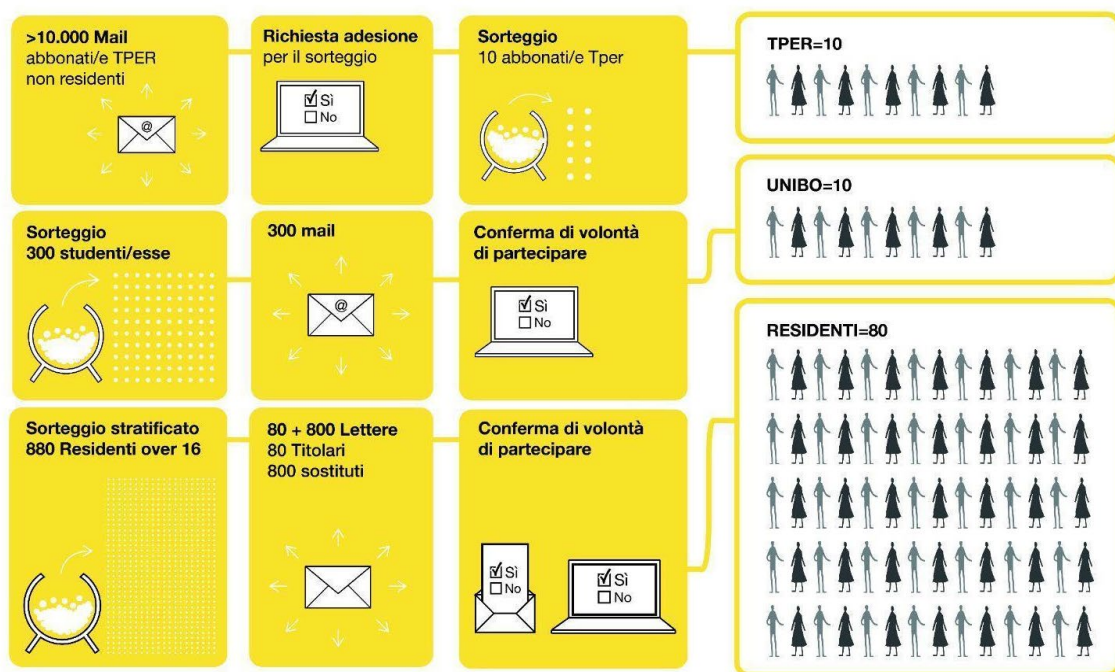 >10.000 Mail
abbonati/e TPER
non residenti
@
Richiesta adesione
per il sorteggio
Sì
No
Sorteggio
10 abbonati/e Tper
TPER=10
Sorteggio
300 studenti/esse
300 mail
@
Conferma di volontà
di partecipare
Sì
No
UNIBO=10
Sorteggio stratificato
880 Residenti over 16
80 + 800 Lettere
80 Titolari
800 sostituti
Conferma di volontà
di partecipare
Sì
No
Sì
No
RESIDENTI=80